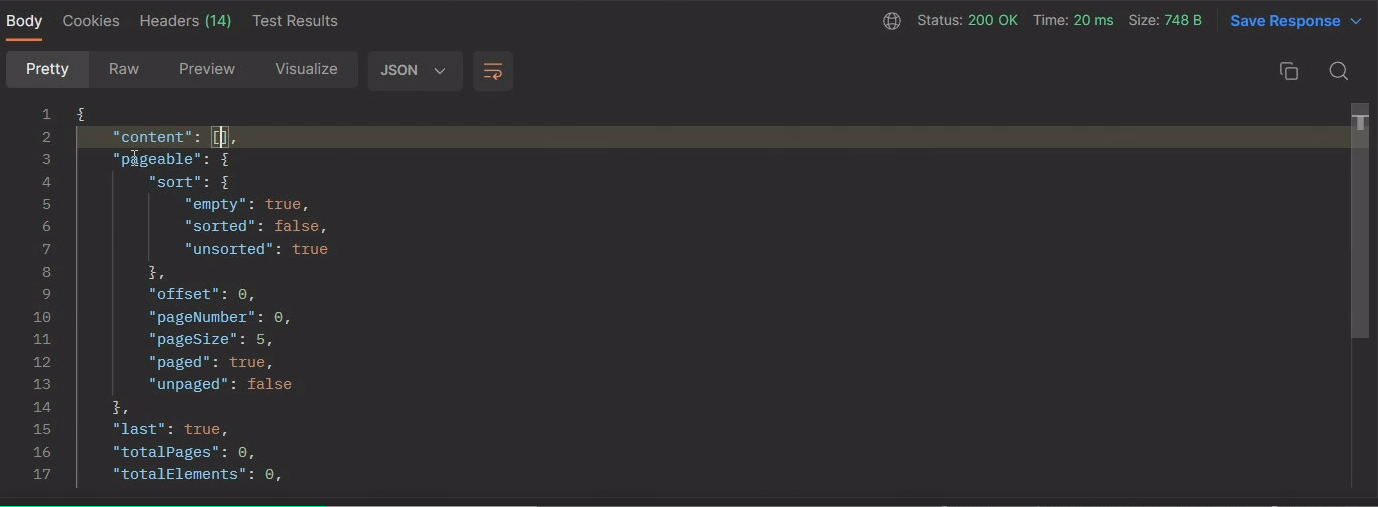 Body Cookies Headers (14) Test Results Status: 200 OK Time: 20 ms Size: 748 B Save Response
Pretty Raw Preview Visualize JSON
1 {
2 "content": [],
3 "pageable": {
4 "sort": {
5 "empty": true,
6 "sorted": false,
7 "unsorted": true
8 },
9 "offset": 0,
10 "pageNumber": 0,
11 "pageSize": 5,
12 "paged": true,
13 "unpaged": false
14 },
15 "last": true,
16 "totalPages": 0,
17 "totalElements": 0,